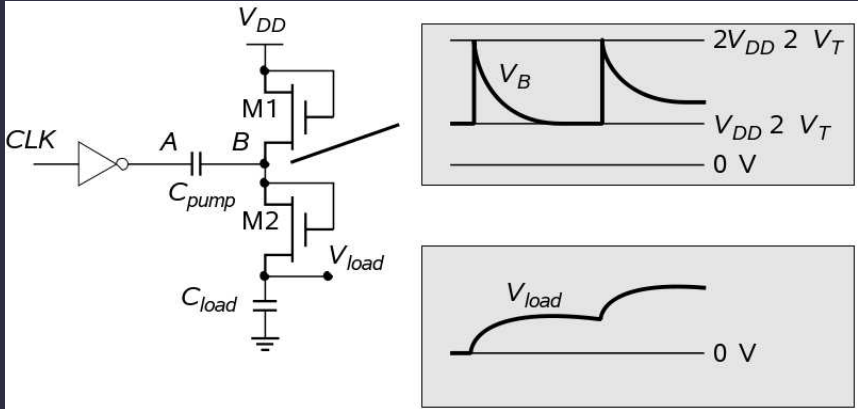 V_DD
M1
CLK
A
B
C_pump
M2
V_load
C_load
2V_DD 2 V_T
V_B
V_DD 2 V_T
0 V
V_load
0 V